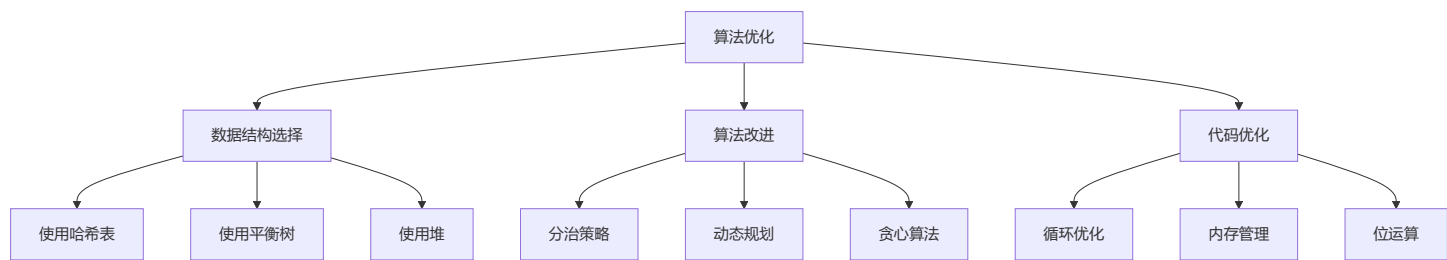 算法优化
数据结构选择
算法改进
代码优化
使用哈希表
使用平衡树
使用堆
分治策略
动态规划
贪心算法
循环优化
内存管理
位运算